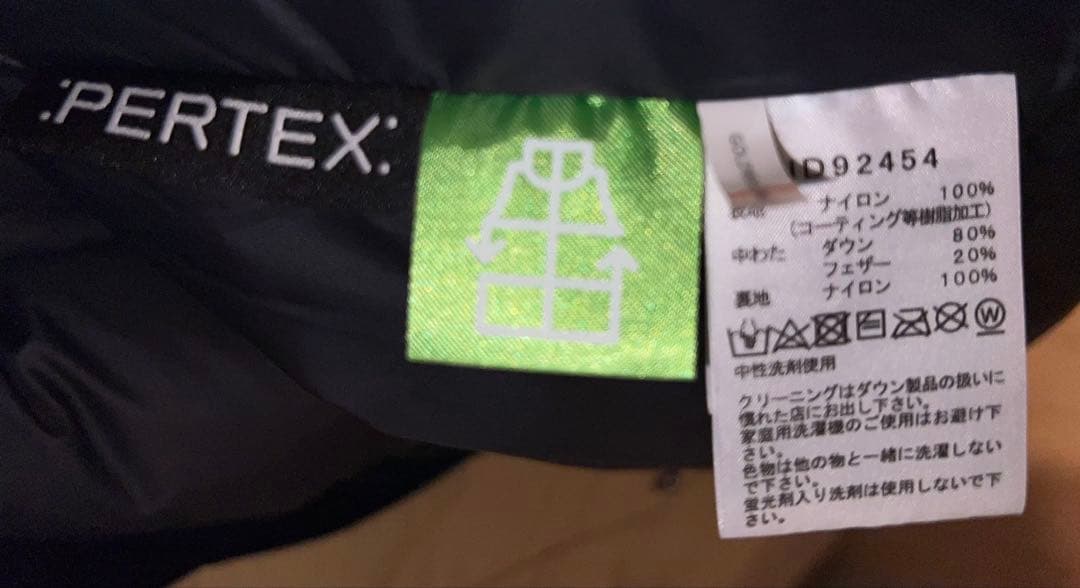 :PERTEX:
D92454
ナイロン 100%
(コーティング等樹脂加工)
中わた ダウン 80%
フェザー 20%
裏地 ナイロン 100%
W
中性洗剤使用
クリーニングはダウン製品の扱いに
慣れた店にお出し下さい。
家庭用洗濯機のご使用はお避け下
さい。
色物は他の物と一緒に洗濯しない
で下さい。
蛍光剤入り洗剤は使用しないで下
さい。